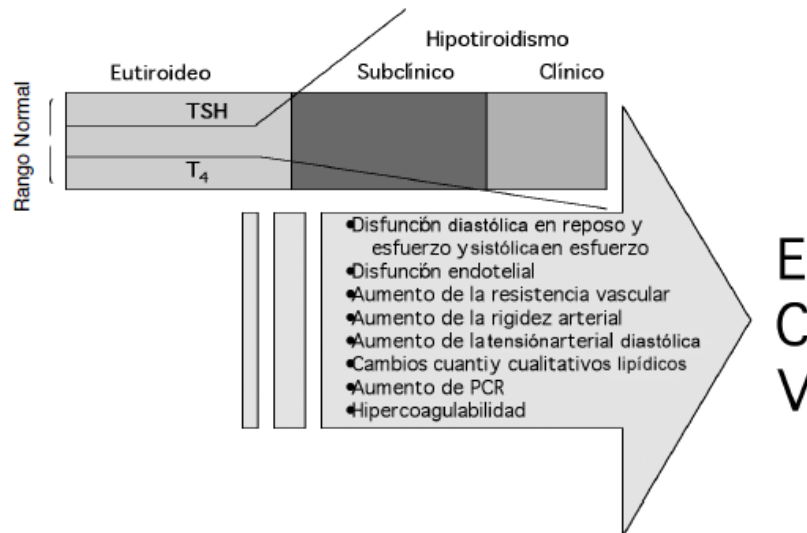 Hipotiroidismo
Eutiroideo
Subclínico
Clínico
Rango Normal
TSH
T4
•Disfunción diastólica en reposo y
esfuerzo y sistólica en esfuerzo
•Disfunción endotelial
•Aumento de la resistencia vascular
•Aumento de la rigidez arterial
•Aumento de la tensión arterial diastólica
•Cambios cuanti y cualitativos lipídicos
•Aumento de PCR
•Hipercoagulabilidad
E
C
V